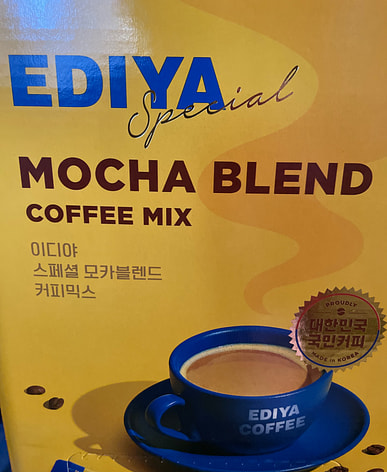 EDIYA
Special
MOCHA BLEND
COFFEE MIX
이디야
스페셜 모카블렌드
커피믹스
PROUDLY
대한민국
국민커피
MADE in KOREA
EDIYA
COFFEE